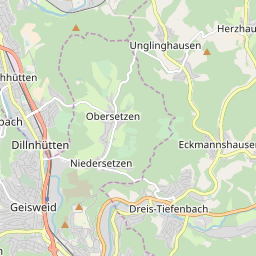 Herzhau
Unglinghausen
hhütten
Obersetzen
bach
Dillnhütten
Eckmannshausen
Niedersetzen
Geisweid
Dreis-Tiefenbach